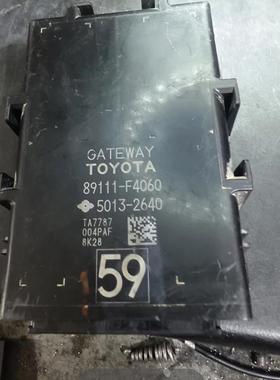 GATEWAY
TOYOTA
89111-F4060
5013-2640
TA7787
004PAF
8K28
59